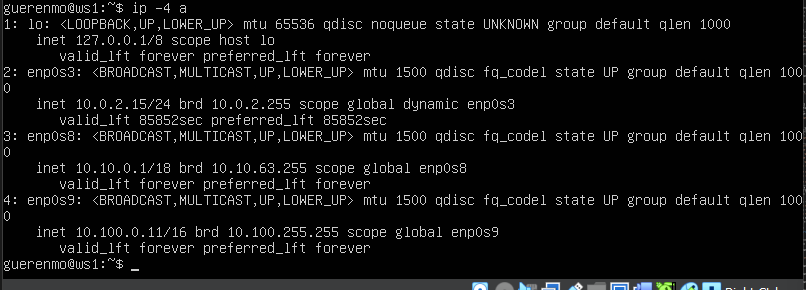 guerenmo@ws1:~$ ip -4 a
1: lo: <LOOPBACK,UP,LOWER_UP> mtu 65536 qdisc noqueue state UNKNOWN group default qlen 1000
    inet 127.0.0.1/8 scope host lo
       valid_lft forever preferred_lft forever
2: enp0s3: <BROADCAST,MULTICAST,UP,LOWER_UP> mtu 1500 qdisc fq_codel state UP group default qlen 100
0
    inet 10.0.2.15/24 brd 10.0.2.255 scope global dynamic enp0s3
       valid_lft 85852sec preferred_lft 85852sec
3: enp0s8: <BROADCAST,MULTICAST,UP,LOWER_UP> mtu 1500 qdisc fq_codel state UP group default qlen 100
0
    inet 10.10.0.1/18 brd 10.10.63.255 scope global enp0s8
       valid_lft forever preferred_lft forever
4: enp0s9: <BROADCAST,MULTICAST,UP,LOWER_UP> mtu 1500 qdisc fq_codel state UP group default qlen 100
0
    inet 10.100.0.11/16 brd 10.100.255.255 scope global enp0s9
       valid_lft forever preferred_lft forever
guerenmo@ws1:~$ _